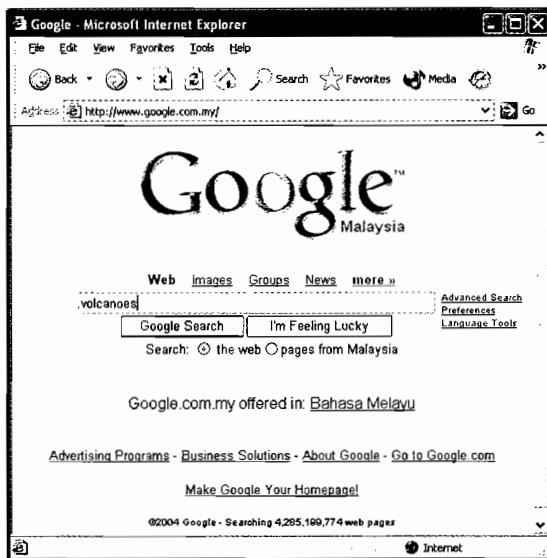 Google - Microsoft Internet Explorer
File Edit View Favorites Tools Help
Back Search Favorites Media
Address http://www.google.com.my/ Go
Google™
Malaysia
Web Images Groups News more »
volcanoes
Advanced Search
Preferences
Language Tools
Google Search I'm Feeling Lucky
Search: the web pages from Malaysia
Google.com.my offered in: Bahasa Melayu
Advertising Programs - Business Solutions - About Google - Go to Google.com
Make Google Your Homepage!
©2004 Google - Searching 4,285,199,774 web pages
Internet